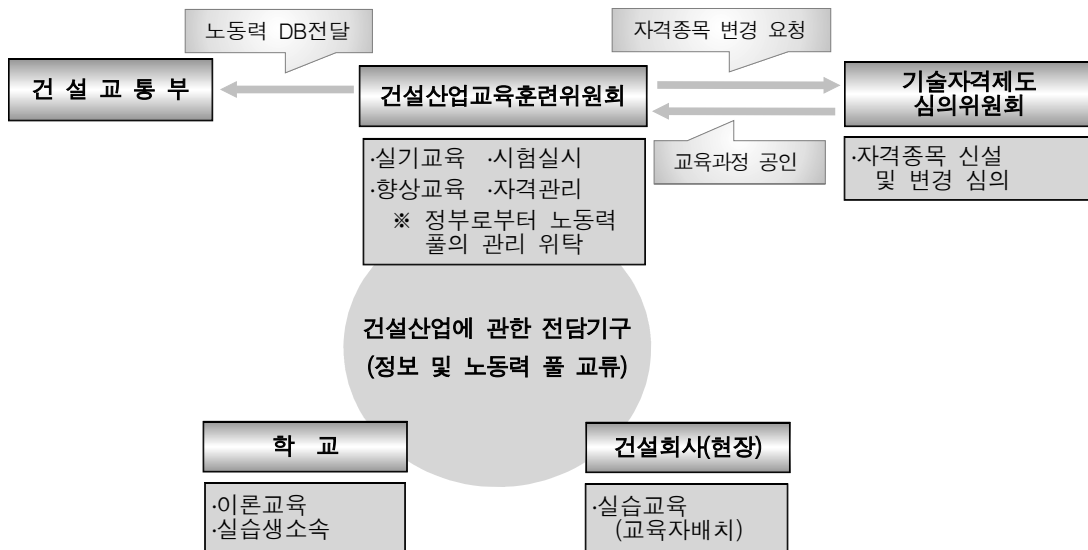 노동력 DB전달
자격종목 변경 요청
건 설 교 통 부
건설산업교육훈련위원회
기술자격제도
심의위원회
교육과정 공인
·실기교육 ·시험실시
·향상교육 ·자격관리
※ 정부로부터 노동력
풀의 관리 위탁
·자격종목 신설
및 변경 심의
건설산업에 관한 전담기구
(정보 및 노동력 풀 교류)
학 교
건설회사(현장)
·이론교육
·실습생소속
·실습교육
(교육자배치)